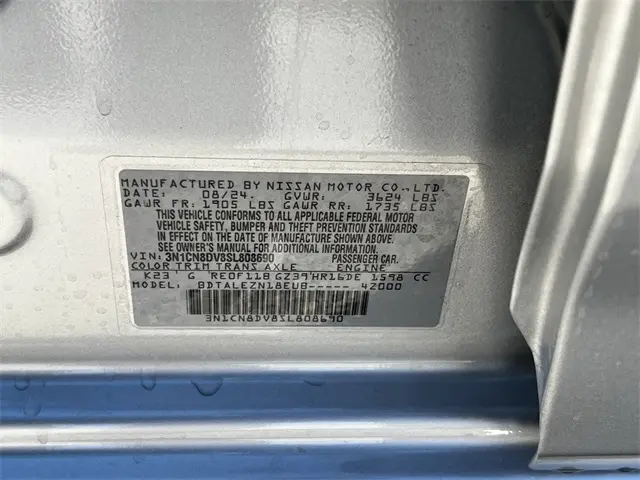 MANUFACTURED BY NISSAN MOTOR CO., LTD.
DATE: 08/24. GVWR: 3624 LBS
GAWR FR: 1905 LBS GAWR RR: 1735 LBS
THIS VEHICLE CONFORMS TO ALL APPLICABLE FEDERAL MOTOR
VEHICLE SAFETY, BUMPER AND THEFT PREVENTION STANDARDS
IN EFFECT ON THE DATE OF MANUFACTURE SHOWN ABOVE.
SEE OWNER'S MANUAL FOR ADDITIONAL INFORMATION.
VIN: 3N1CN8DV8SL808690 PASSENGER CAR.
COLOR TRIM TRANS AXLE ENGINE
K23 G RE0F11B GZ39 HR16DE 1598 CC
MODEL: BDTALEZN18EUB----- 42000
3N1CN8DV8SL808690